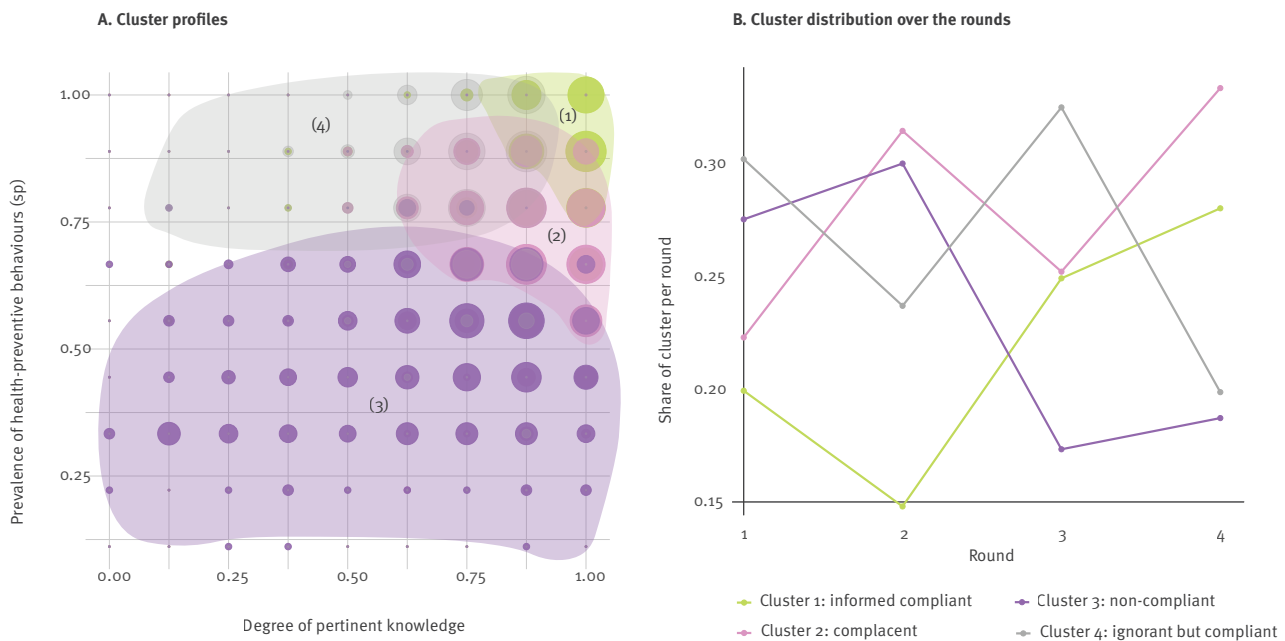 A. Cluster profiles
Prevalence of health-preventive behaviours (sp)
1.00
0.75
0.50
0.25
(4)
(1)
(2)
(3)
0.00 0.25 0.50 0.75 1.00
Degree of pertinent knowledge
B. Cluster distribution over the rounds
Share of cluster per round
0.30
0.25
0.20
0.15
1 2 3 4
Round
Cluster 1: informed compliant
Cluster 3: non-compliant
Cluster 2: complacent
Cluster 4: ignorant but compliant